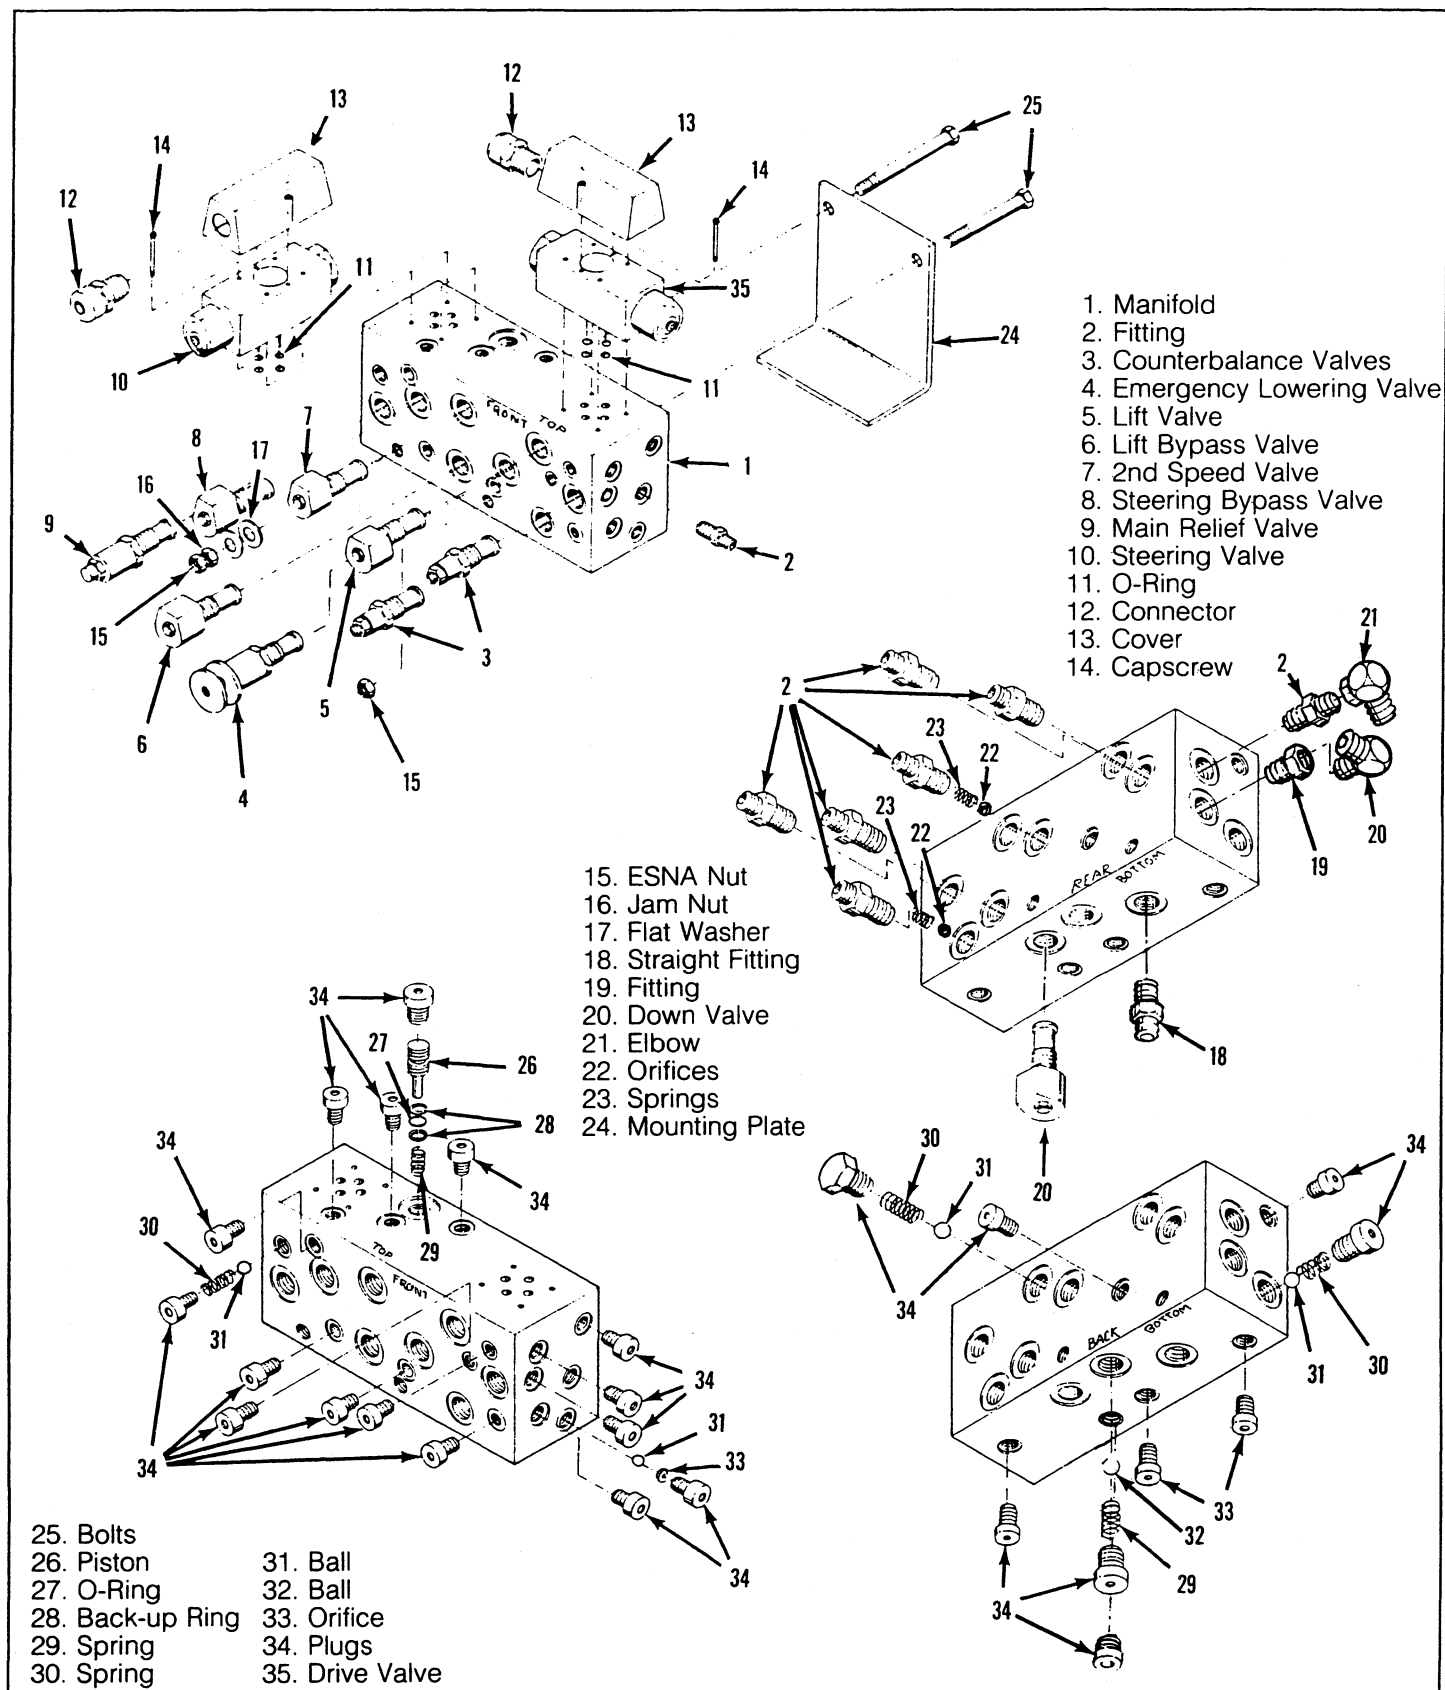 12
13
13
25
14
14
12
11
35
10
24
11
FRONT TOP
7
8
17
16
1
9
2
15
3
5
6
15
4
1. Manifold
2. Fitting
3. Counterbalance Valves
4. Emergency Lowering Valve
5. Lift Valve
6. Lift Bypass Valve
7. 2nd Speed Valve
8. Steering Bypass Valve
9. Main Relief Valve
10. Steering Valve
11. O-Ring
12. Connector
13. Cover
14. Capscrew
21
2
2
23
22
23
22
20
19
REAR
BOTTOM
18
20
15. ESNA Nut
16. Jam Nut
17. Flat Washer
18. Straight Fitting
19. Fitting
20. Down Valve
21. Elbow
22. Orifices
23. Springs
24. Mounting Plate
34
27
26
28
34
34
30
29
31
TOP
FRONT
34
31
33
34
34
30
31
34
34
BACK
BOTTOM
31
30
33
32
29
34
25. Bolts
26. Piston
27. O-Ring
28. Back-up Ring
29. Spring
30. Spring
31. Ball
32. Ball
33. Orifice
34. Plugs
35. Drive Valve